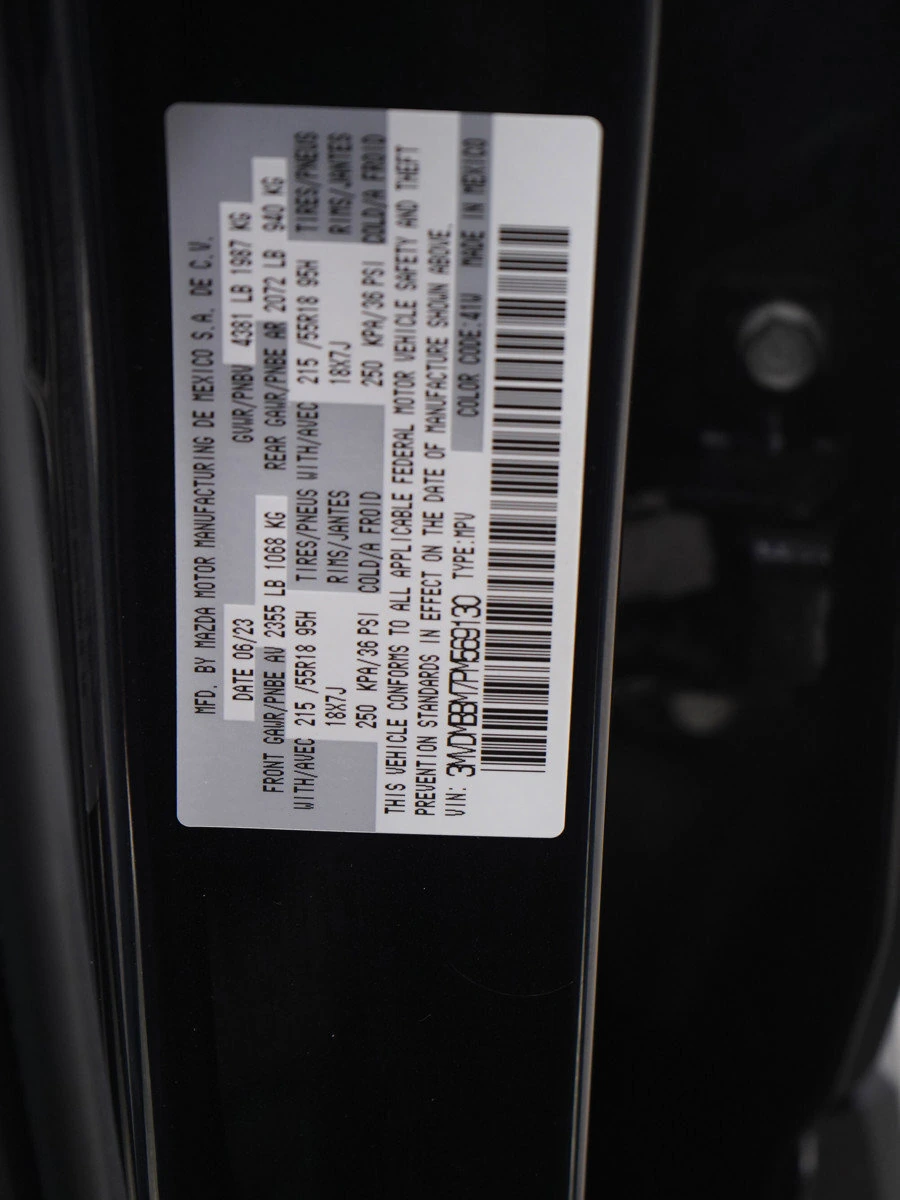 MFD. BY MAZDA MOTOR MANUFACTURING DE MEXICO S.A. DE C.V.
DATE 06/23 GVWR/PNBV 4381 LB 1987 KG
FRONT GAWR/PNBE AV 2355 LB 1068 KG REAR GAWR/PNBE AR 2072 LB 940 KG
WITH/AVEC 215 /55R18 95H TIRES/PNEUS WITH/AVEC 215 /55R18 95H TIRES/PNEUS
18X7J RIMS/JANTES 18X7J RIMS/JANTES
250 KPA/36 PSI COLD/A FROID 250 KPA/36 PSI COLD/A FROID
THIS VEHICLE CONFORMS TO ALL APPLICABLE FEDERAL MOTOR VEHICLE SAFETY AND THEFT
PREVENTION STANDARDS IN EFFECT ON THE DATE OF MANUFACTURE SHOWN ABOVE.
VIN: 3MVDMBBM7PM569130 TYPE:MPV COLOR CODE:41W MADE IN MEXICO